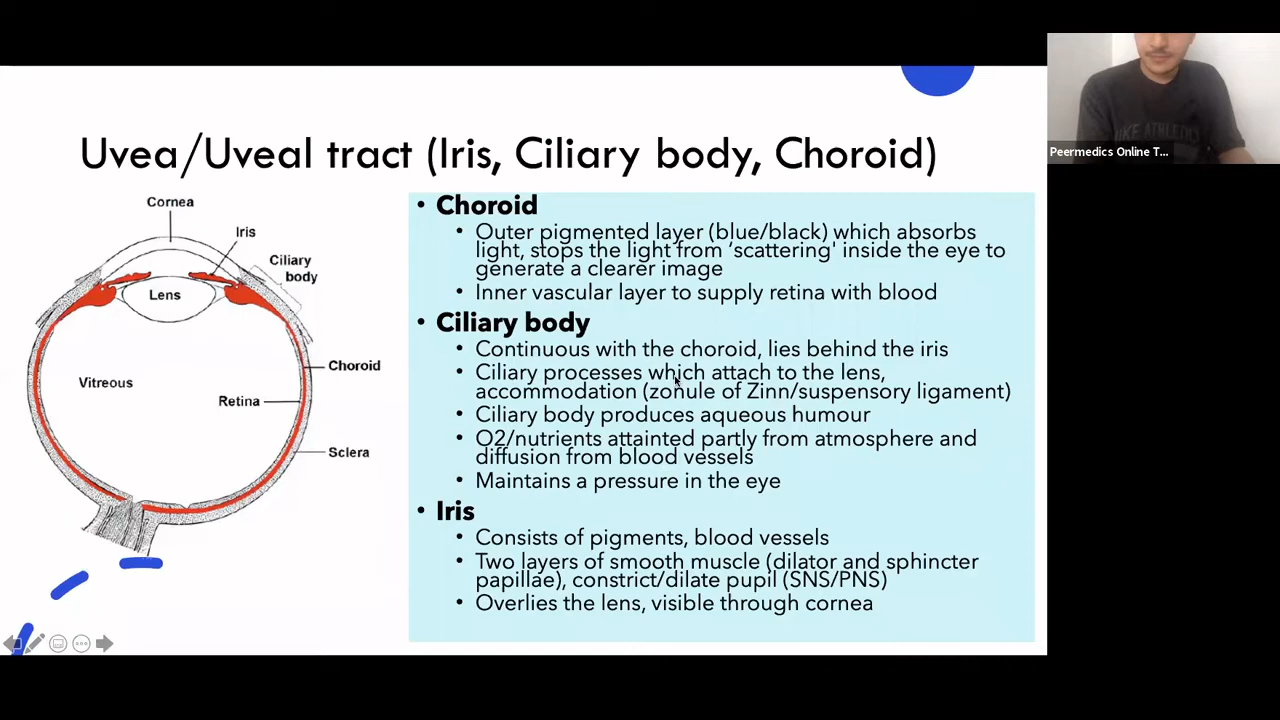 Uvea/Uveal tract (Iris, Ciliary body, Choroid)
Cornea
Iris
Ciliary
body
Lens
Choroid
Vitreous
Retina
Sclera
• Choroid
• Outer pigmented layer (blue/black) which absorbs
light, stops the light from ‘scattering' inside the eye to
generate a clearer image
• Inner vascular layer to supply retina with blood
• Ciliary body
• Continuous with the choroid, lies behind the iris
• Ciliary processes which attach to the lens,
accommodation (zonule of Zinn/suspensory ligament)
• Ciliary body produces aqueous humour
• O2/nutrients attainted partly from atmosphere and
diffusion from blood vessels
• Maintains a pressure in the eye
• Iris
• Consists of pigments, blood vessels
• Two layers of smooth muscle (dilator and sphincter
papillae), constrict/dilate pupil (SNS/PNS)
• Overlies the lens, visible through cornea
Peermedics Online T...